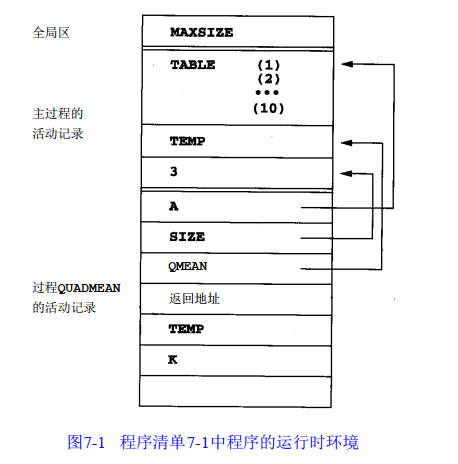 全局区 MAXSIZE
TABLE (1)
(2)
•••
(10)
主过程的
活动记录
TEMP
3
A
SIZE
QMEAN
过程QUADMEAN
的活动记录
返回地址
TEMP
K
图7-1 程序清单7-1中程序的运行时环境